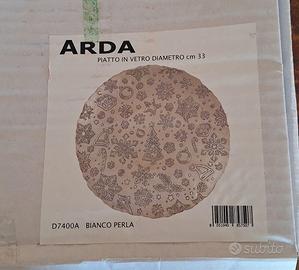 ARDA
PIATTO IN VETRO DIAMETRO cm 33
D7400A BIANCO PERLA
subito